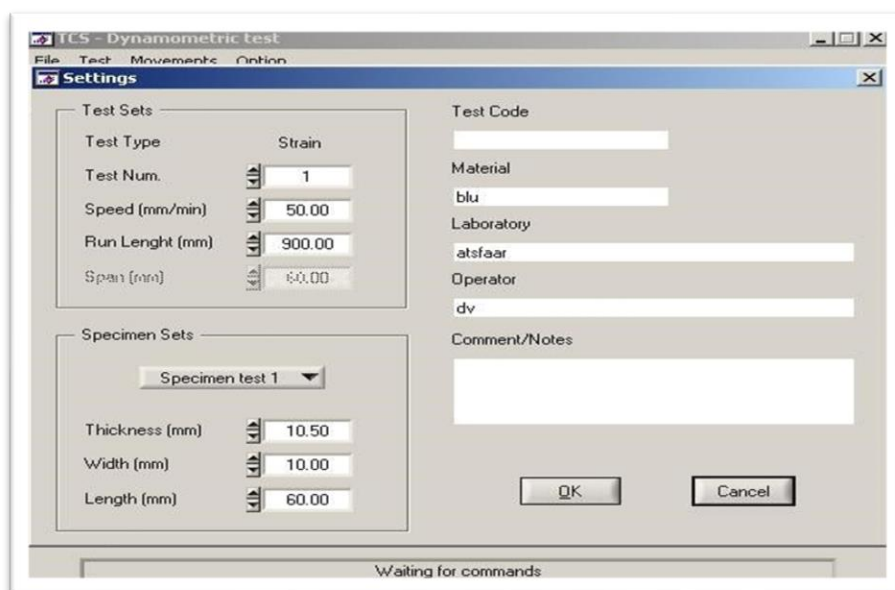 TCS - Dynamometric test
File Test Movements Option
Settings
Test Sets
Test Type Strain
Test Num. 1
Speed (mm/min) 50.00
Run Lenght (mm) 900.00
Span (mm) 60.00
Specimen Sets
Specimen test 1
Thickness (mm) 10.50
Width (mm) 10.00
Length (mm) 60.00
Test Code
Material
blu
Laboratory
atsfaar
Operator
dv
Comment/Notes
OK Cancel
Waiting for commands